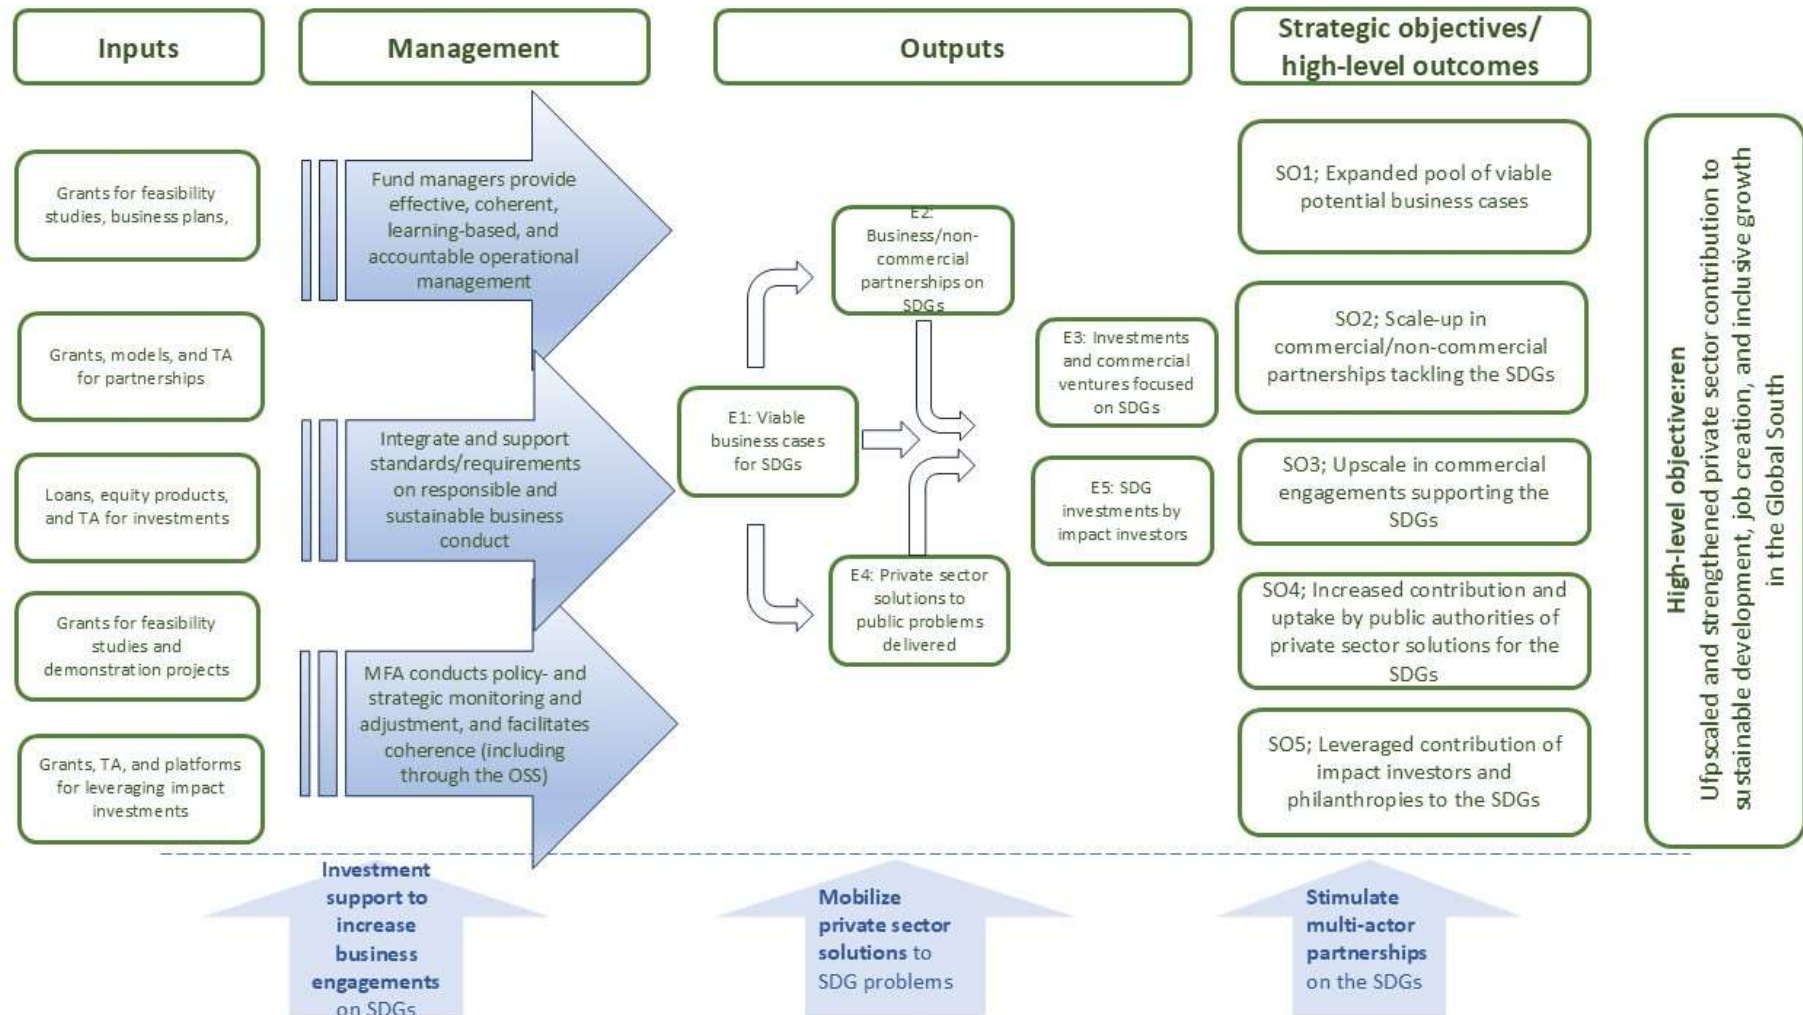 Inputs
Management
Outputs
Strategic objectives/
high-level outcomes
Grants for feasibility
studies, business plans,
Grants, models, and TA
for partnerships
Loans, equity products,
and TA for investments
Grants for feasibility
studies and
demonstration projects
Grants, TA, and platforms
for leveraging impact
investments
Fund managers provide
effective, coherent,
learning-based, and
accountable operational
management
Integrate and support
standards/requirements
on responsible and
sustainable business
conduct
MFA conducts policy- and
strategic monitoring and
adjustment, and facilitates
coherence (including
through the OSS)
E1: Viable
business cases
for SDGs
E2:
Business/non-
commercial
partnerships on
SDGs
E3: Investments
and commercial
ventures focused
on SDGs
E5: SDG
investments by
impact investors
E4: Private sector
solutions to
public problems
delivered
SO1; Expanded pool of viable
potential business cases
SO2; Scale-up in
commercial/non-commercial
partnerships tackling the SDGs
SO3; Upscale in commercial
engagements supporting the
SDGs
SO4; Increased contribution and
uptake by public authorities of
private sector solutions for the
SDGs
SO5; Leveraged contribution of
impact investors and
philanthropies to the SDGs
High-level objective::ren
Ufpscaled and strengthened private sector contribution to
sustainable development, job creation, and inclusive growth
in the Global South
Investment
support to
increase
business
engagements
on SDGs
Mobilize
private sector
solutions to
SDG problems
Stimulate
multi-actor
partnerships
on the SDGs